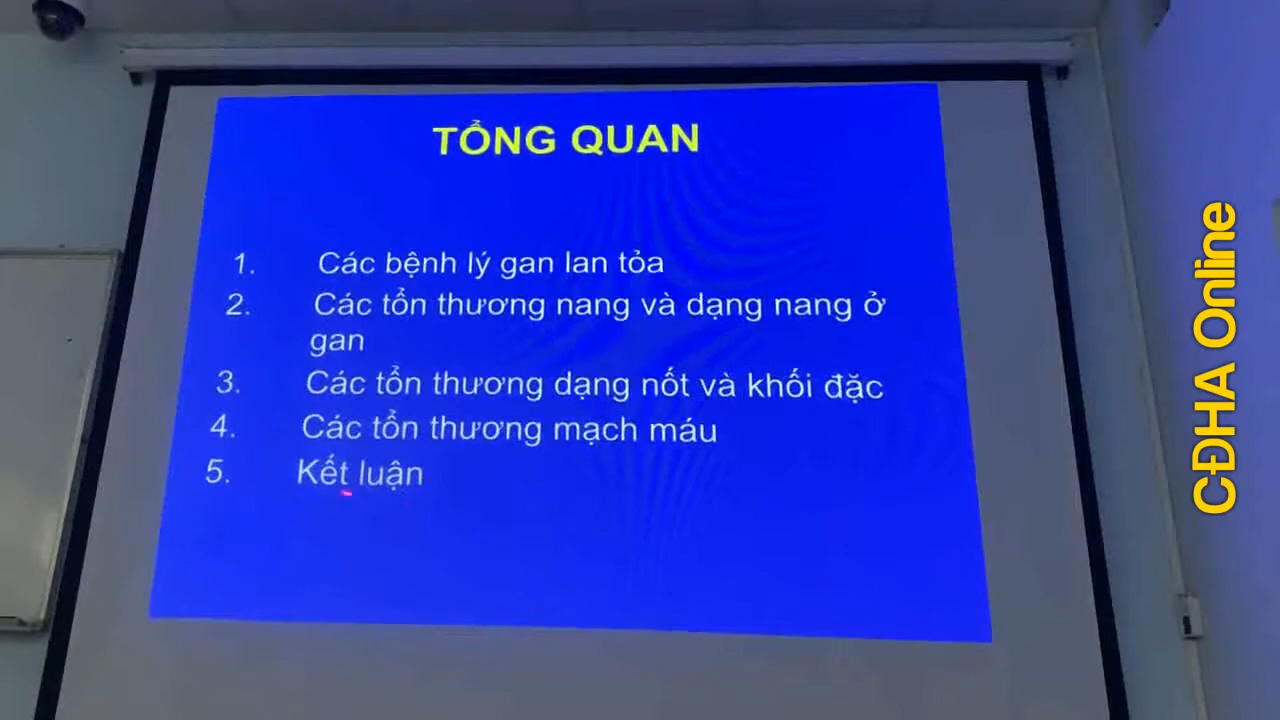 TỔNG QUAN
1. Các bệnh lý gan lan tỏa
2. Các tổn thương nang và dạng nang ở
gan
3. Các tổn thương dạng nốt và khối đặc
4. Các tổn thương mạch máu
5. Kết luận
CĐHA Online